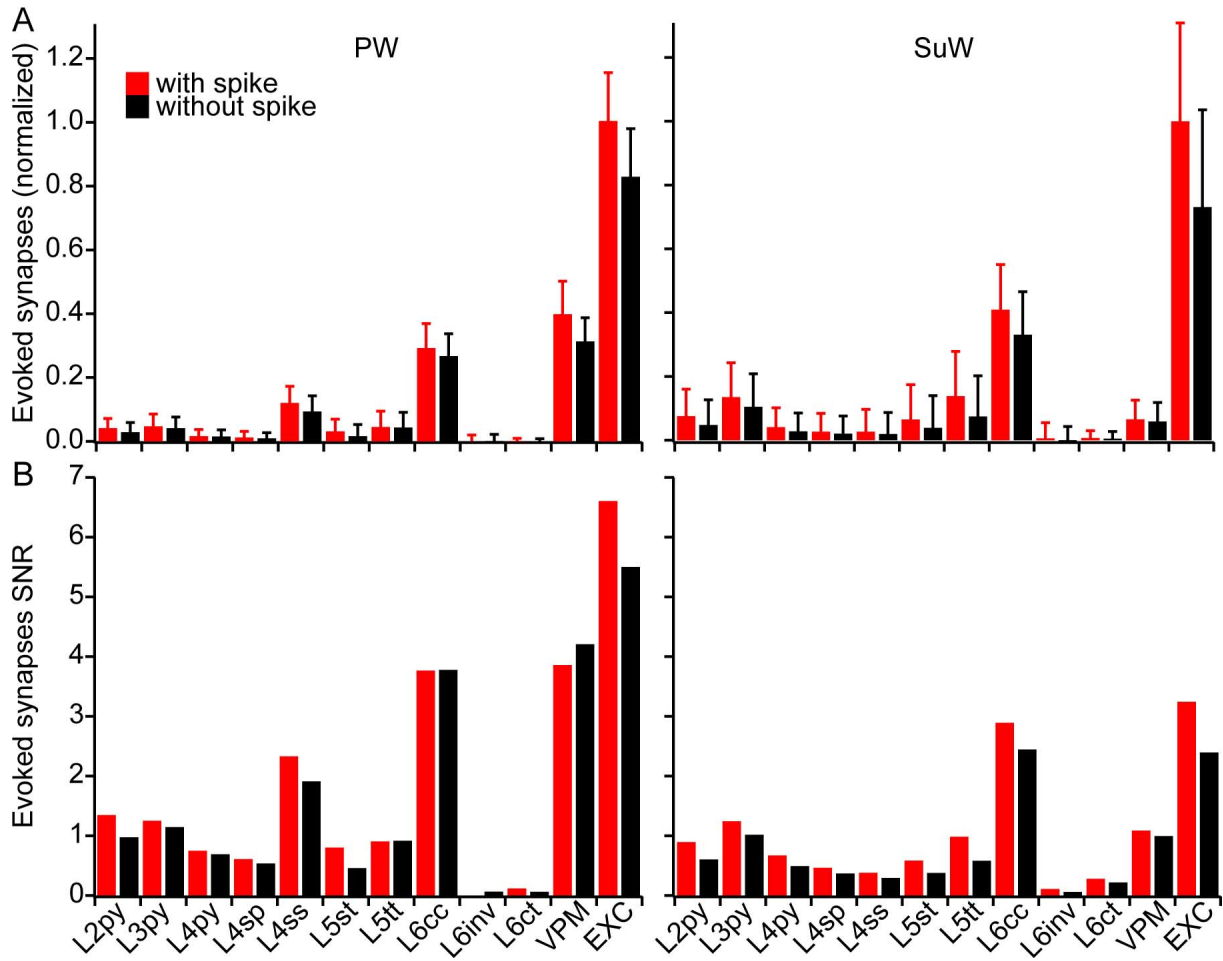 A
PW
SuW
with spike
without spike
Evoked synapses (normalized)
1.2
1.0
0.8
0.6
0.4
0.2
0.0
B
Evoked synapses SNR
7
6
5
4
3
2
1
0
L2py L3py L4py L4sp L4ss L5st L5tt L6cc L6inv L6ct VPM EXC
L2py L3py L4py L4sp L4ss L5st L5tt L6cc L6inv L6ct VPM EXC